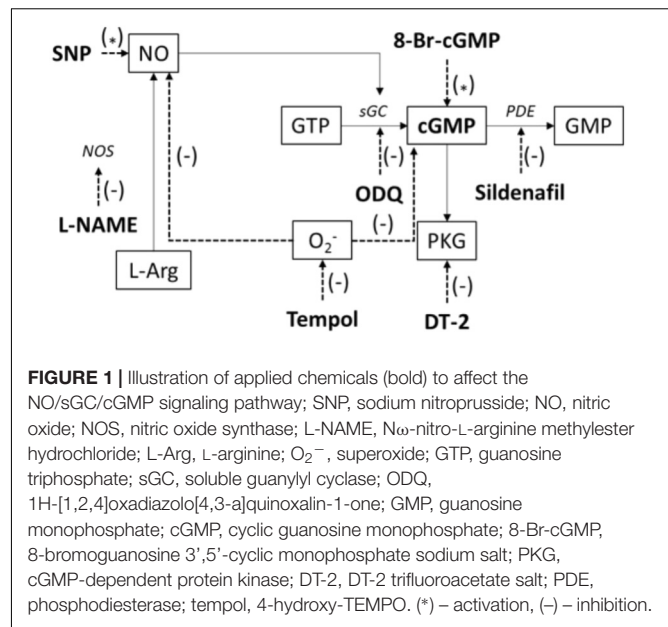 SNP (*) NO
8-Br-cGMP
(*)
NOS
(-)
L-NAME
(-)
GTP sGC cGMP PDE GMP
(-)
(-)
ODQ
Sildenafil
(-)
L-Arg
O₂⁻
PKG
(-)
(-)
Tempol
DT-2
FIGURE 1 | Illustration of applied chemicals (bold) to affect the
NO/sGC/cGMP signaling pathway; SNP, sodium nitroprusside; NO, nitric
oxide; NOS, nitric oxide synthase; L-NAME, Nω-nitro-L-arginine methylester
hydrochloride; L-Arg, L-arginine; O₂⁻, superoxide; GTP, guanosine
triphosphate; sGC, soluble guanylyl cyclase; ODQ,
1H-[1,2,4]oxadiazolo[4,3-a]quinoxalin-1-one; GMP, guanosine
monophosphate; cGMP, cyclic guanosine monophosphate; 8-Br-cGMP,
8-bromoguanosine 3’,5’-cyclic monophosphate sodium salt; PKG,
cGMP-dependent protein kinase; DT-2, DT-2 trifluoroacetate salt; PDE,
phosphodiesterase; tempol, 4-hydroxy-TEMPO. (*) – activation, (–) – inhibition.